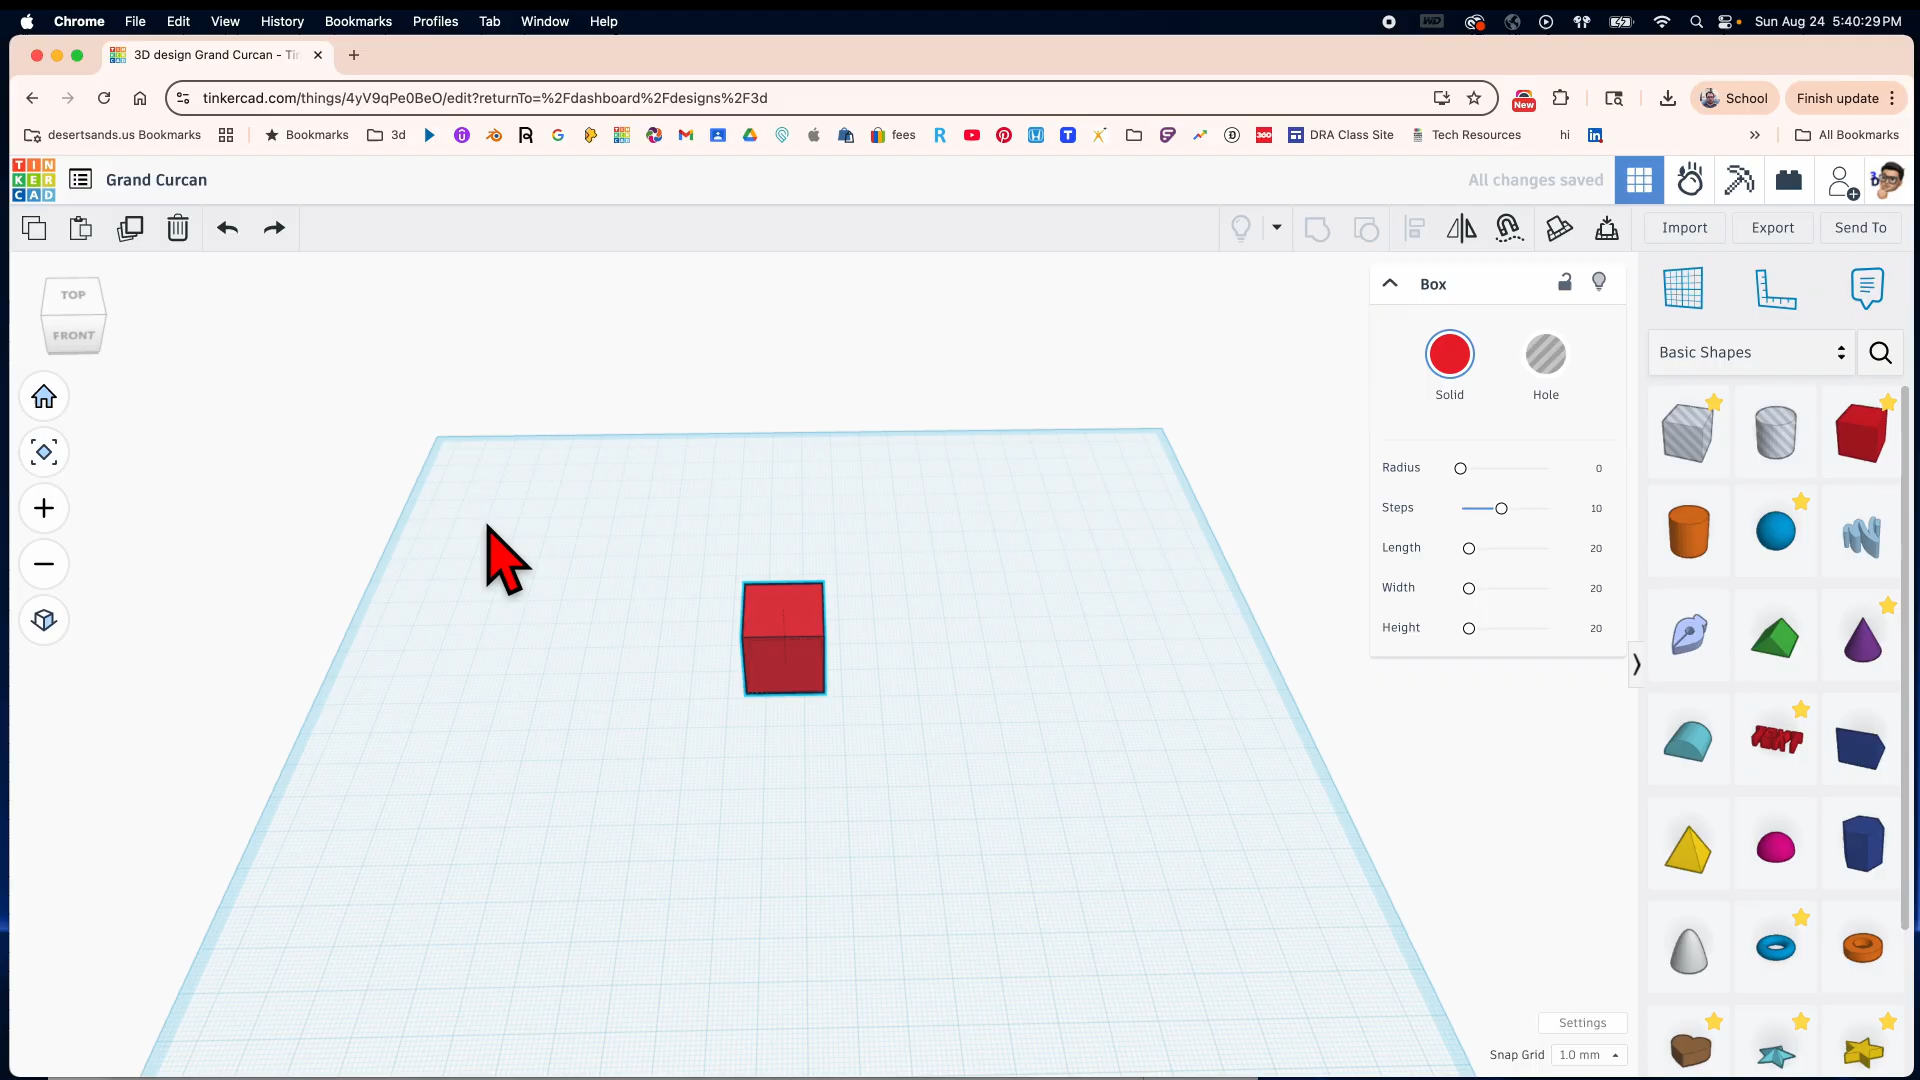 Chrome File Edit View History Bookmarks Profiles Tab Window Help
WD
Sun Aug 24 5:40:29 PM
3D design Grand Curcan - Ti
tinkercad.com/things/4yV9qPe0BeO/edit?returnTo=%2Fdashboard%2Fdesigns%2F3d
New
School
Finish update
desertsands.us Bookmarks
Bookmarks
3d
fees
DRA Class Site
Tech Resources
hi
All Bookmarks
TIN
KER
CAD
Grand Curcan
All changes saved
Import
Export
Send To
TOP
FRONT
Box
Solid
Hole
Radius 0
Steps 10
Length 20
Width 20
Height 20
Basic Shapes
TEXT
Settings
Snap Grid 1.0 mm